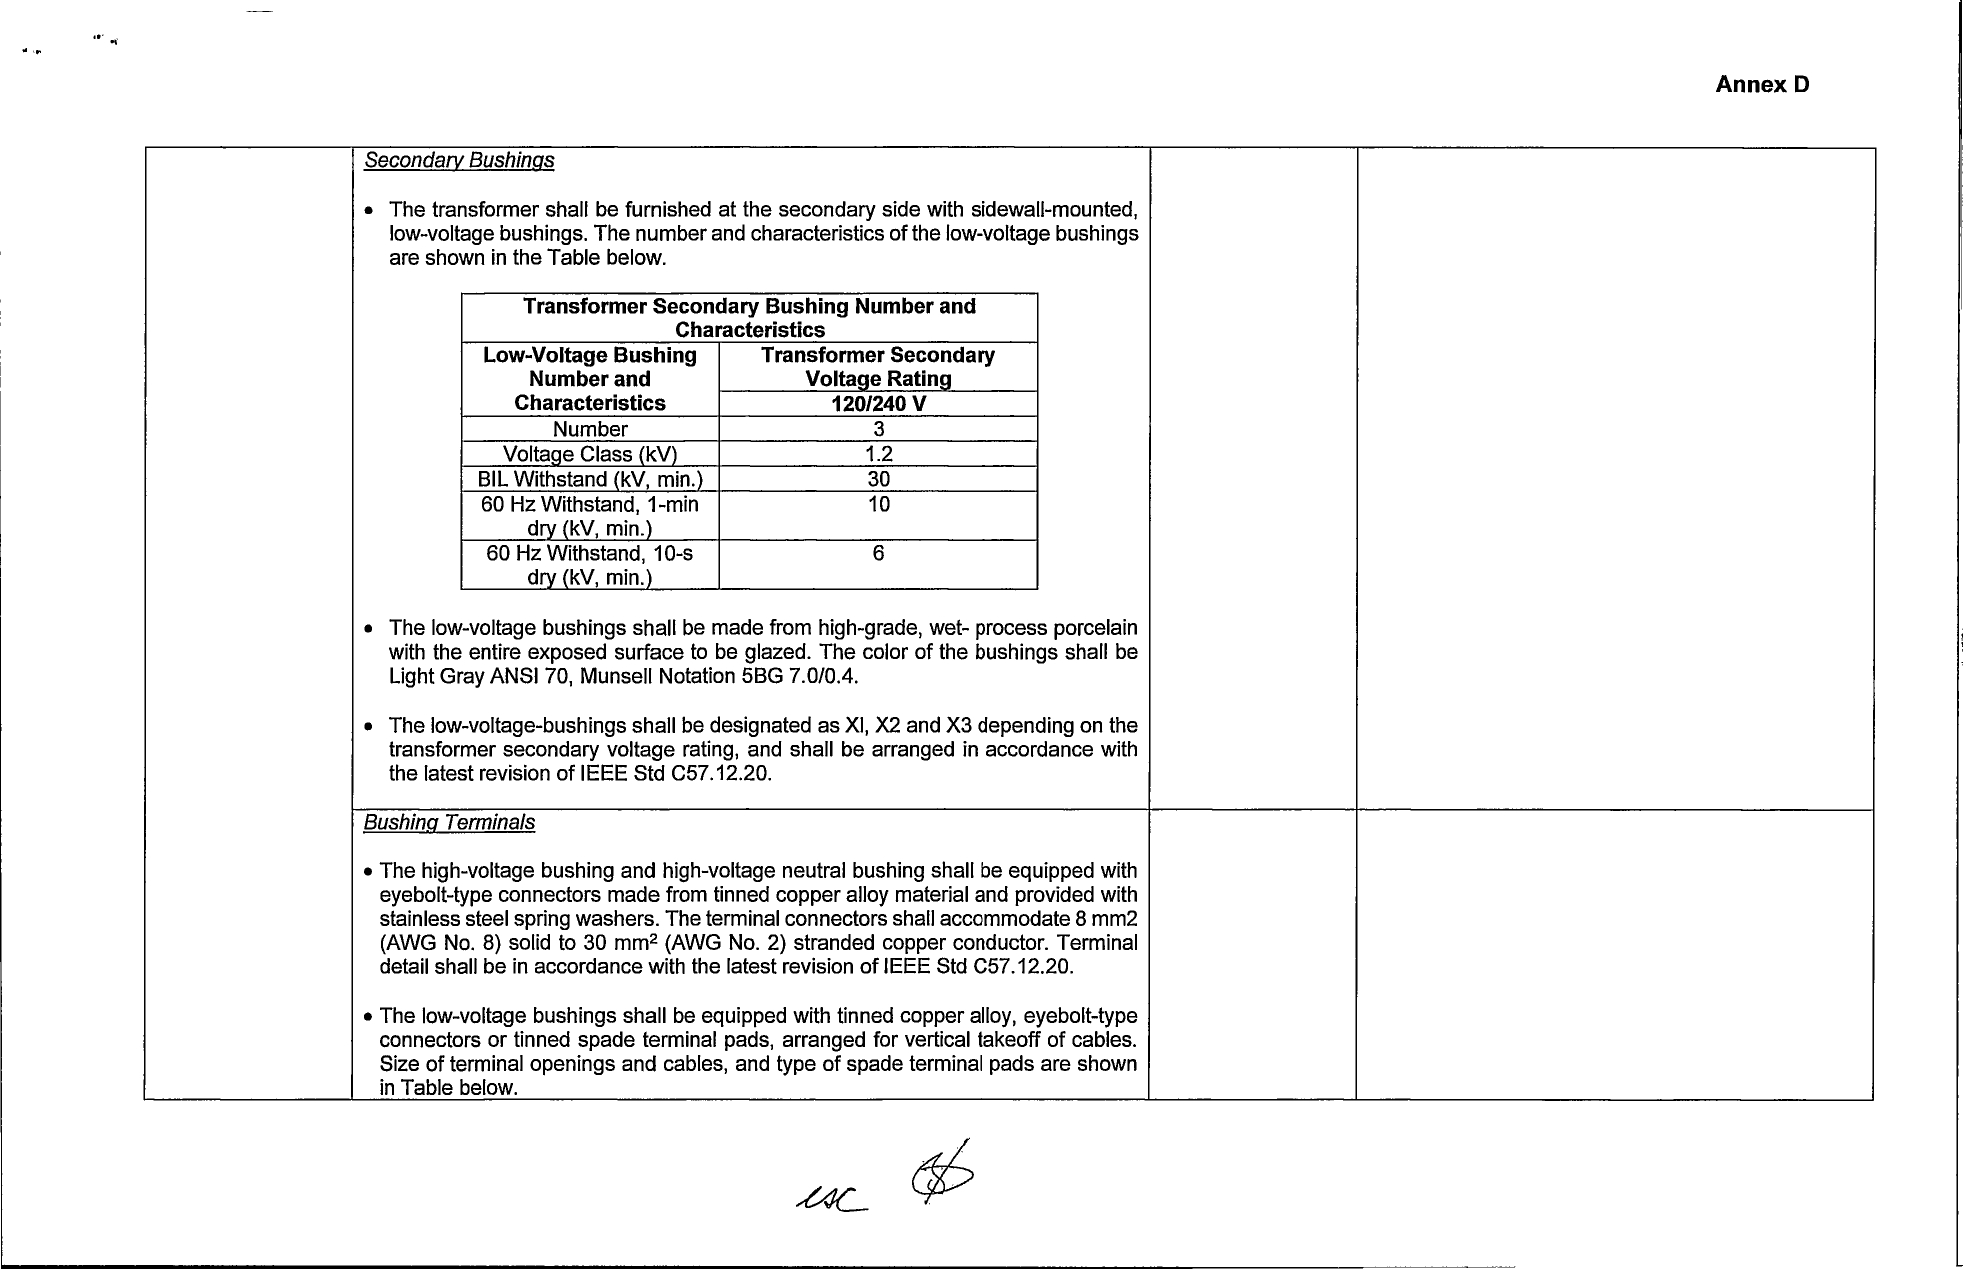 Annex D
Secondary Bushings
• The transformer shall be furnished at the secondary side with sidewall-mounted,
low-voltage bushings. The number and characteristics of the low-voltage bushings
are shown in the Table below.
Transformer Secondary Bushing Number and
Characteristics
Low-Voltage Bushing
Number and
Characteristics
Transformer Secondary
Voltage Rating
120/240 V
Number 3
Voltage Class (kV) 1.2
BIL Withstand (kV, min.) 30
60 Hz Withstand, 1-min 10
dry (kV, min.)
60 Hz Withstand, 10-s 6
dry (kV, min.)
• The low-voltage bushings shall be made from high-grade, wet- process porcelain
with the entire exposed surface to be glazed. The color of the bushings shall be
Light Gray ANSI 70, Munsell Notation 5BG 7.0/0.4.
• The low-voltage-bushings shall be designated as XI, X2 and X3 depending on the
transformer secondary voltage rating, and shall be arranged in accordance with
the latest revision of IEEE Std C57.12.20.
Bushing Terminals
• The high-voltage bushing and high-voltage neutral bushing shall be equipped with
eyebolt-type connectors made from tinned copper alloy material and provided with
stainless steel spring washers. The terminal connectors shall accommodate 8 mm2
(AWG No. 8) solid to 30 mm² (AWG No. 2) stranded copper conductor. Terminal
detail shall be in accordance with the latest revision of IEEE Std C57.12.20.
• The low-voltage bushings shall be equipped with tinned copper alloy, eyebolt-type
connectors or tinned spade terminal pads, arranged for vertical takeoff of cables.
Size of terminal openings and cables, and type of spade terminal pads are shown
in Table below.